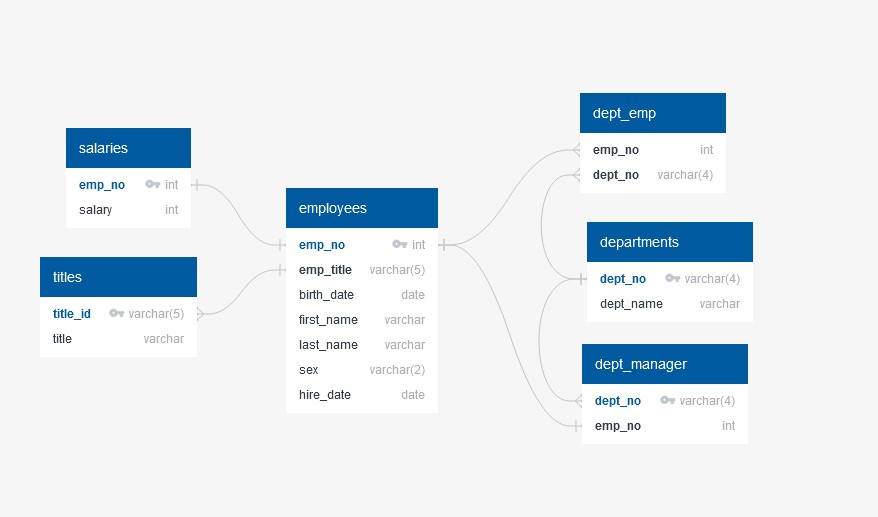 salaries
emp_no int
salary int
titles
title_id varchar(5)
title varchar
employees
emp_no int
emp_title varchar(5)
birth_date date
first_name varchar
last_name varchar
sex varchar(2)
hire_date date
dept_emp
emp_no int
dept_no varchar(4)
departments
dept_no varchar(4)
dept_name varchar
dept_manager
dept_no varchar(4)
emp_no int